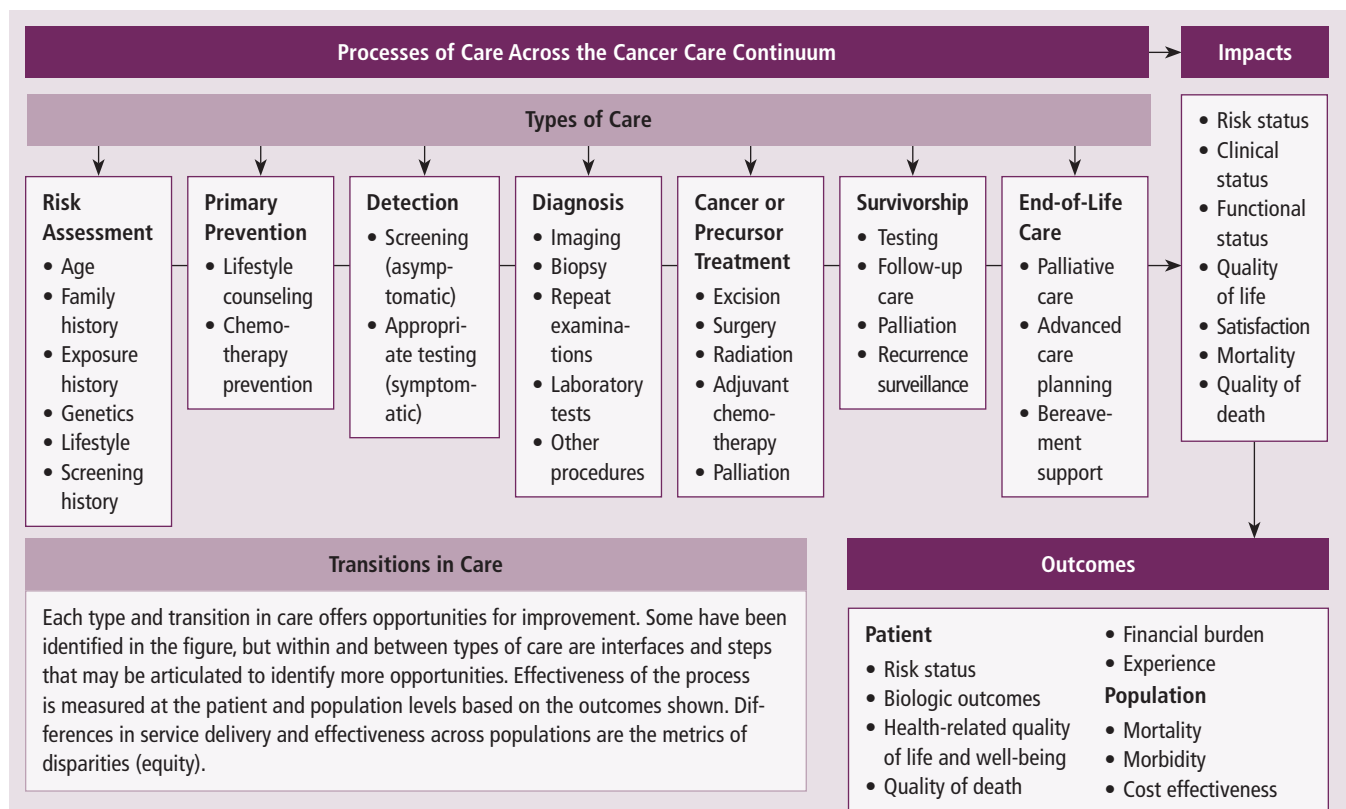 Processes of Care Across the Cancer Care Continuum
Impacts
Types of Care
Risk
Assessment
• Age
• Family
history
• Exposure
history
• Genetics
• Lifestyle
• Screening
history
Primary
Prevention
• Lifestyle
counseling
• Chemo-
therapy
prevention
Detection
• Screening
(asymp-
tomatic)
• Appropri-
ate testing
(symptom-
atic)
Diagnosis
• Imaging
• Biopsy
• Repeat
examina-
tions
• Laboratory
tests
• Other
procedures
Cancer or
Precursor
Treatment
• Excision
• Surgery
• Radiation
• Adjuvant
chemo-
therapy
• Palliation
Survivorship
• Testing
• Follow-up
care
• Palliation
• Recurrence
surveillance
End-of-Life
Care
• Palliative
care
• Advanced
care
planning
• Bereave-
ment
support
• Risk status
• Clinical
status
• Functional
status
• Quality
of life
• Satisfaction
• Mortality
• Quality of
death
Transitions in Care
Each type and transition in care offers opportunities for improvement. Some have been
identified in the figure, but within and between types of care are interfaces and steps
that may be articulated to identify more opportunities. Effectiveness of the process
is measured at the patient and population levels based on the outcomes shown. Dif-
ferences in service delivery and effectiveness across populations are the metrics of
disparities (equity).
Outcomes
Patient
• Risk status
• Biologic outcomes
• Health-related quality
of life and well-being
• Quality of death
• Financial burden
• Experience
Population
• Mortality
• Morbidity
• Cost effectiveness